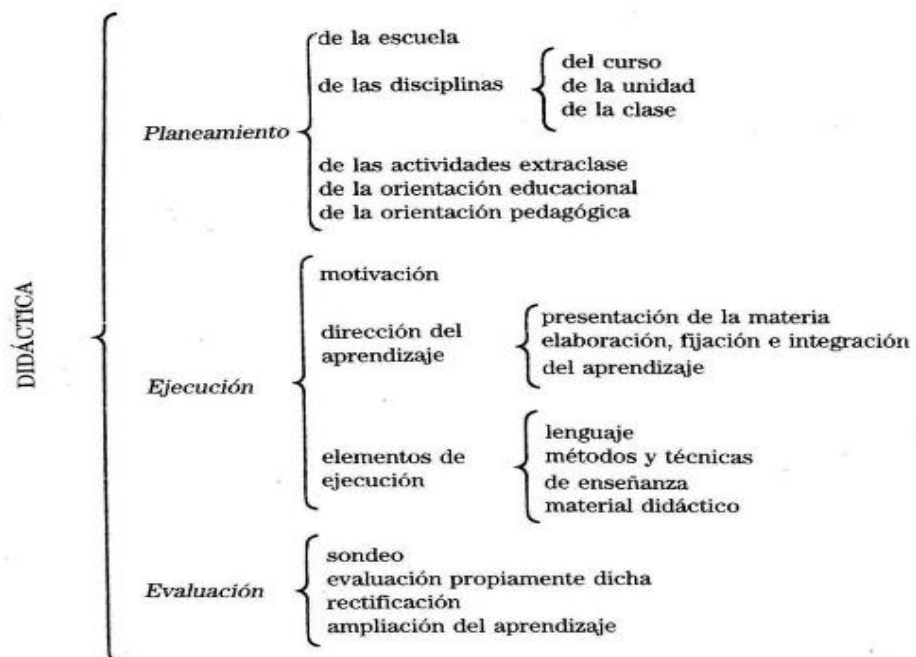 DIDÁCTICA
Planeamiento
de la escuela
de las disciplinas
del curso
de la unidad
de la clase
de las actividades extraclase
de la orientación educacional
de la orientación pedagógica
Ejecución
motivación
dirección del
aprendizaje
presentación de la materia
elaboración, fijación e integración
del aprendizaje
elementos de
ejecución
lenguaje
métodos y técnicas
de enseñanza
material didáctico
Evaluación
sondeo
evaluación propiamente dicha
rectificación
ampliación del aprendizaje